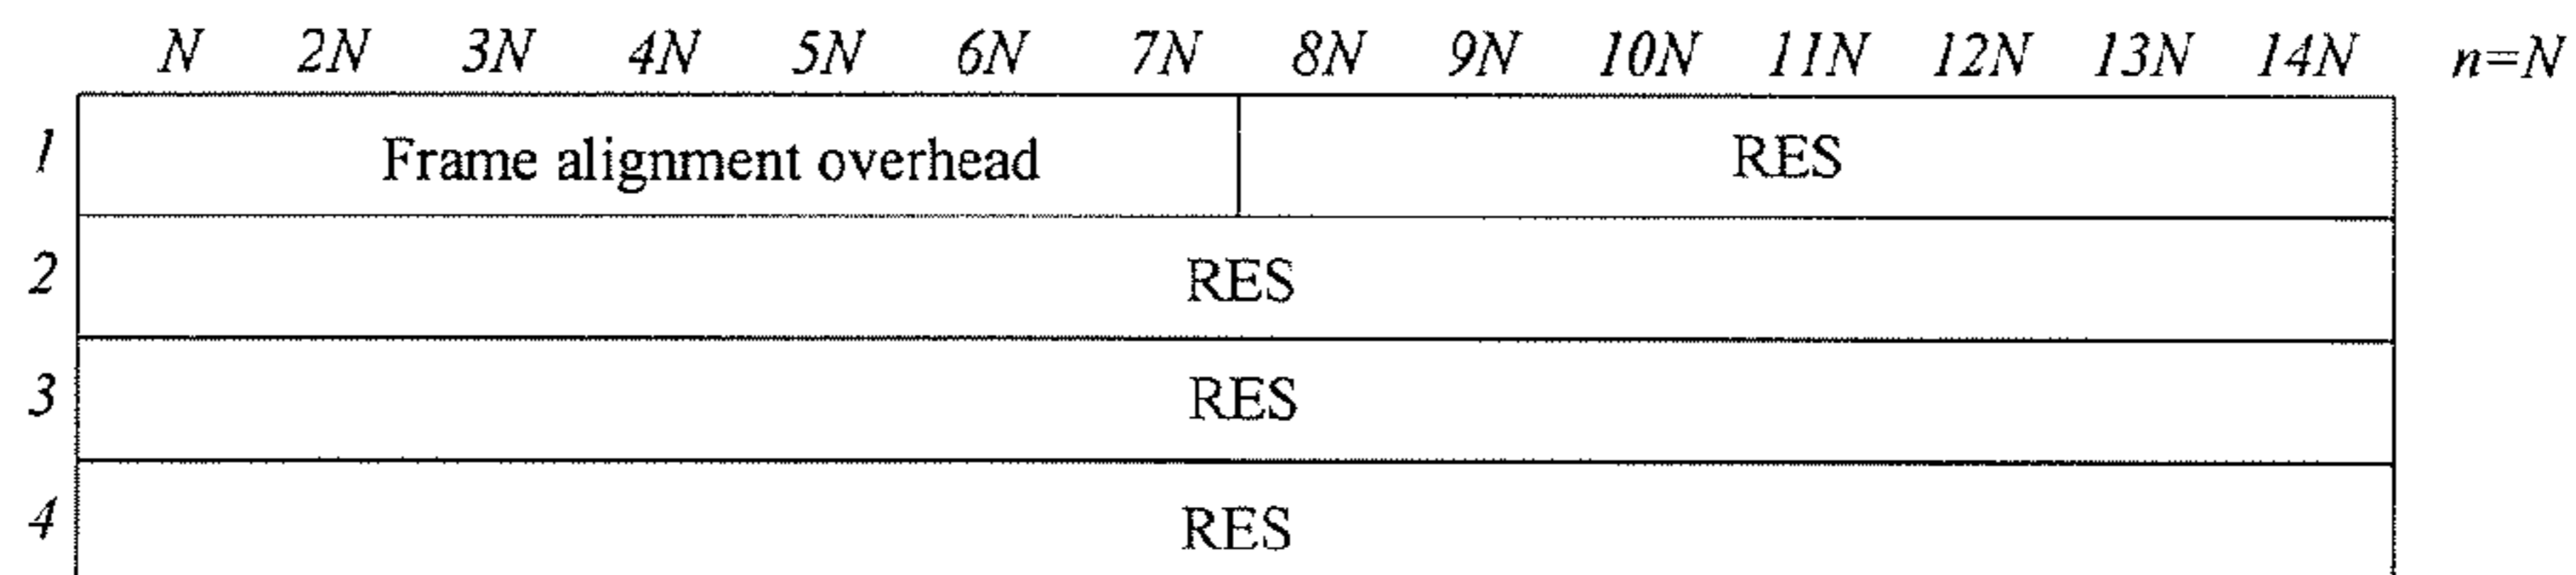 N 2N 3N 4N 5N 6N 7N 8N 9N 10N 11N 12N 13N 14N n=N
1 Frame alignment overhead RES
2 RES
3 RES
4 RES